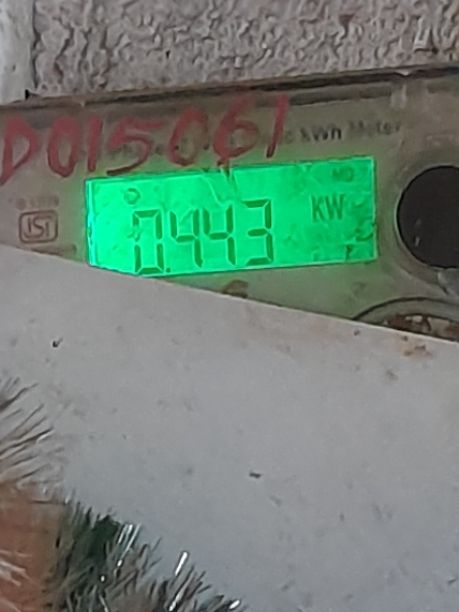 D015061
kWh Meter
ISI
MD
0.443 KW